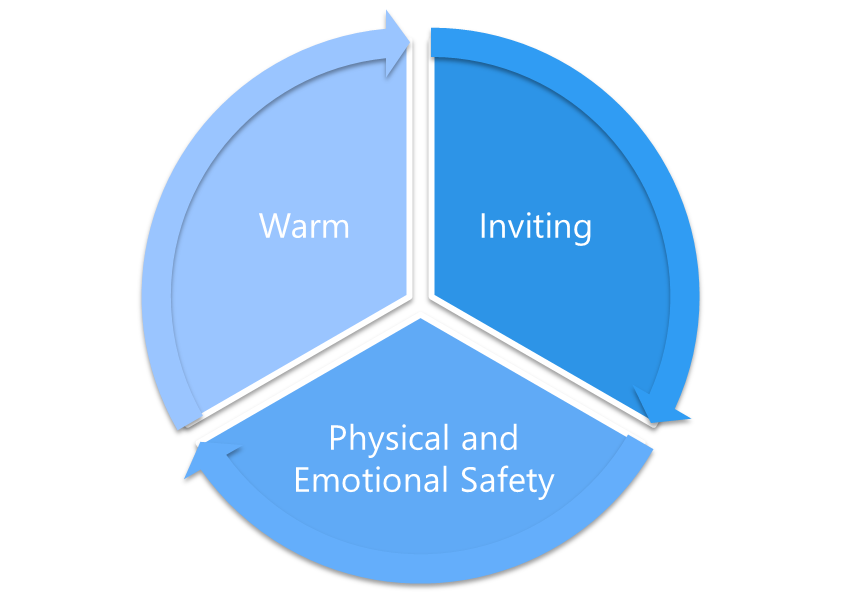 Warm
Inviting
Physical and
Emotional Safety